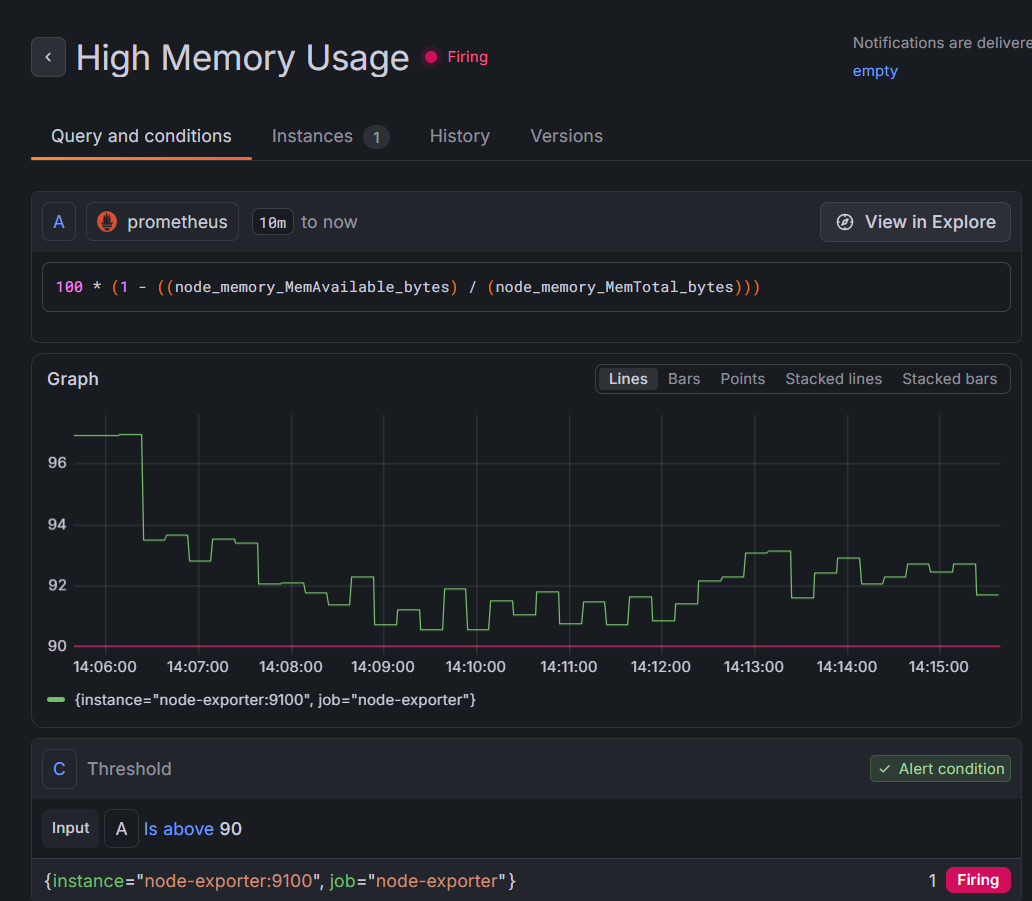 High Memory Usage Firing
Notifications are delivere
empty
Query and conditions Instances 1 History Versions
A prometheus 10m to now View in Explore
100 * (1 - ((node_memory_MemAvailable_bytes) / (node_memory_MemTotal_bytes)))
Graph Lines Bars Points Stacked lines Stacked bars
96
94
92
90
14:06:00 14:07:00 14:08:00 14:09:00 14:10:00 14:11:00 14:12:00 14:13:00 14:14:00 14:15:00
{instance="node-exporter:9100", job="node-exporter"}
C Threshold Alert condition
Input A Is above 90
{instance="node-exporter:9100", job="node-exporter"} 1 Firing